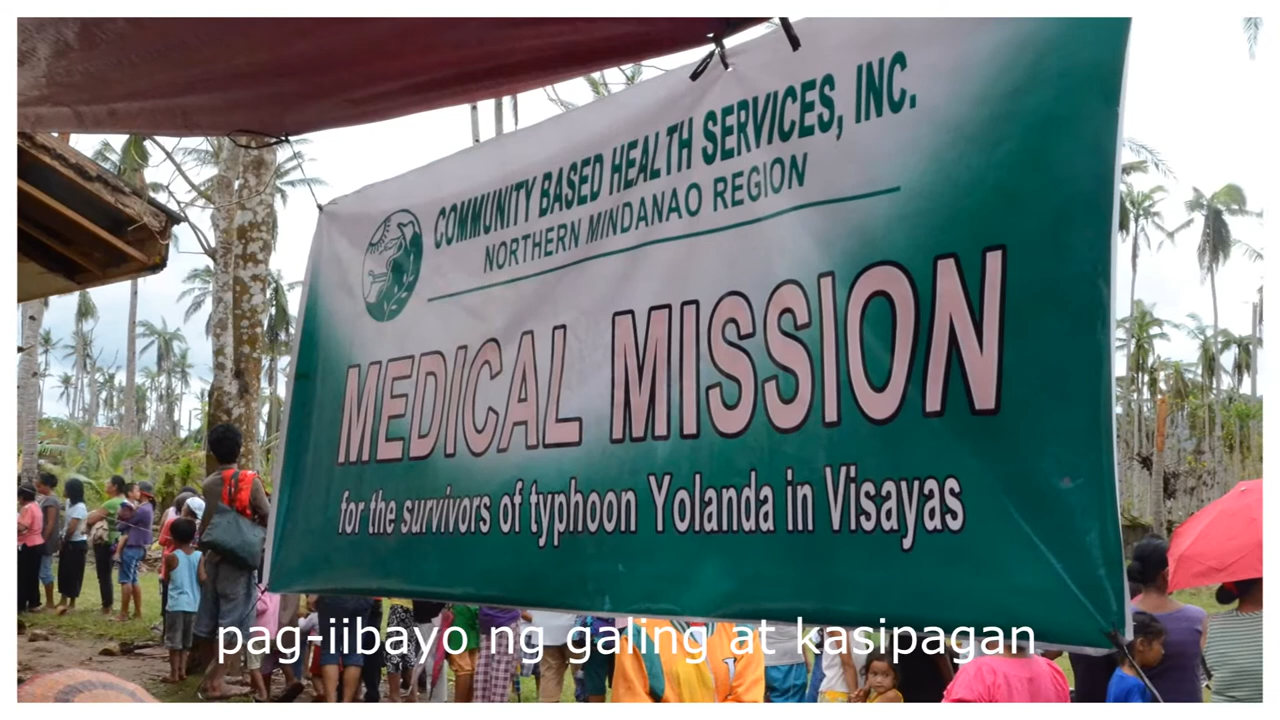 COMMUNITY BASED HEALTH SERVICES, INC.
NORTHERN MINDANAO REGION
MEDICAL MISSION
for the survivors of typhoon Yolanda in Visayas
pag-iibayo ng galing at kasipagan